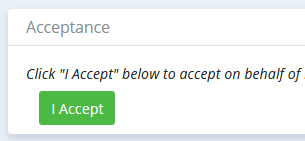 Acceptance
Click "I Accept" below to accept on behalf of
I Accept